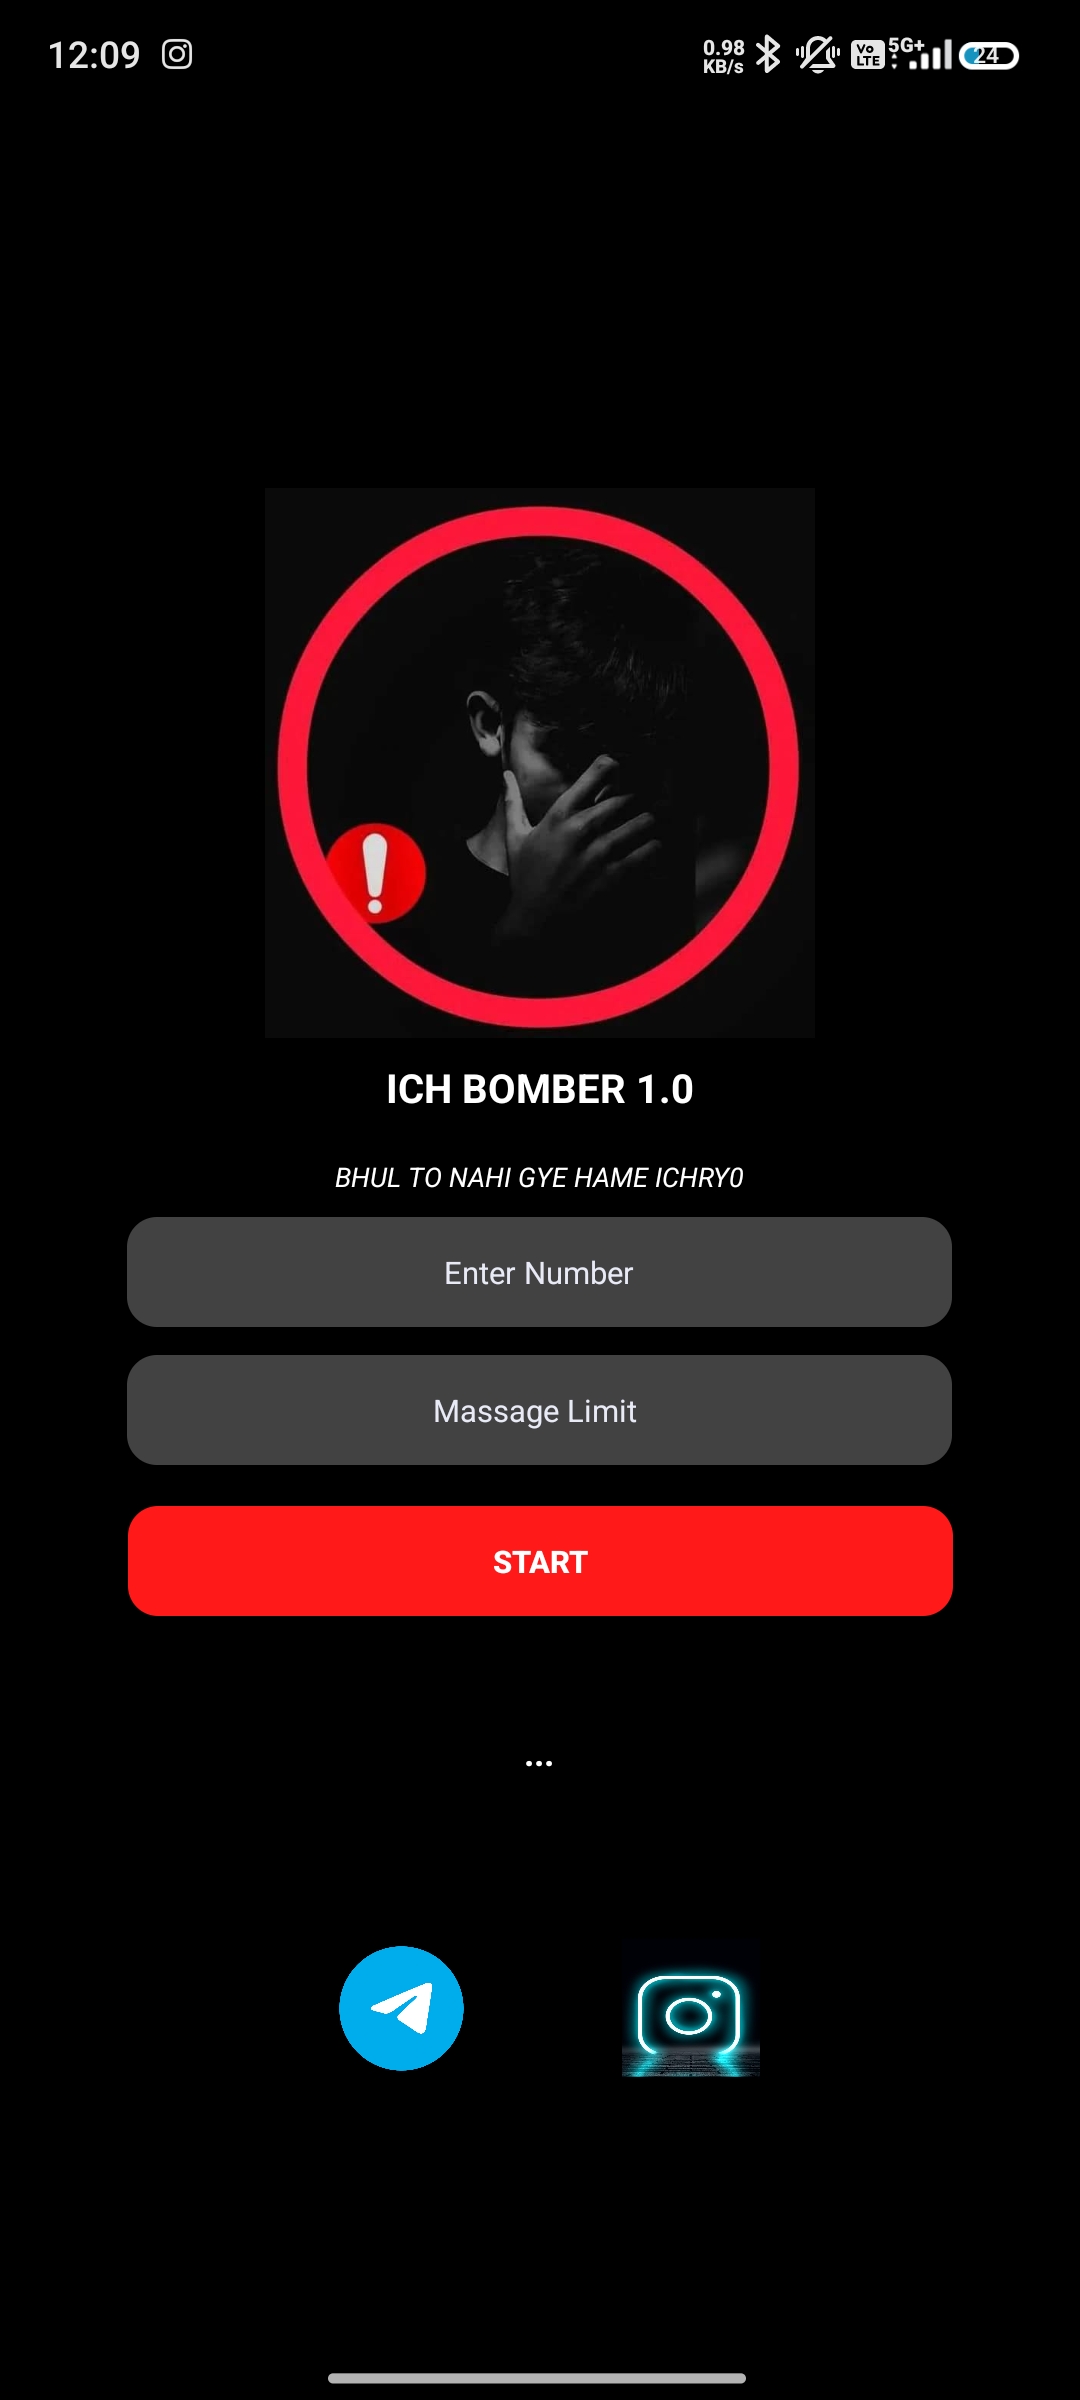 12:09
0.98
KB/s
Vo
LTE
5G+
24
ICH BOMBER 1.0
BHUL TO NAHI GYE HAME ICHRY0
Enter Number
Massage Limit
START
...